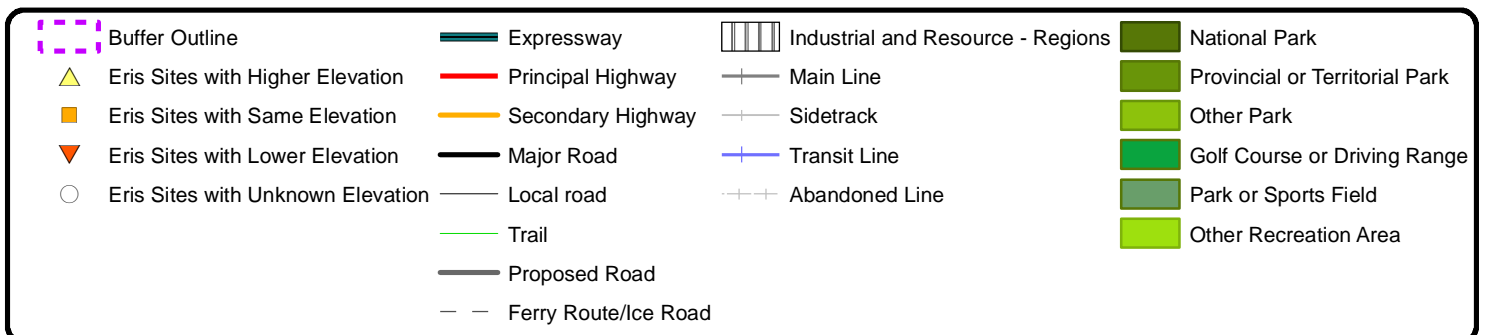 Buffer Outline
Eris Sites with Higher Elevation
Eris Sites with Same Elevation
Eris Sites with Lower Elevation
Eris Sites with Unknown Elevation
Expressway
Principal Highway
Secondary Highway
Major Road
Local road
Trail
Proposed Road
Ferry Route/Ice Road
Industrial and Resource - Regions
Main Line
Sidetrack
Transit Line
Abandoned Line
National Park
Provincial or Territorial Park
Other Park
Golf Course or Driving Range
Park or Sports Field
Other Recreation Area